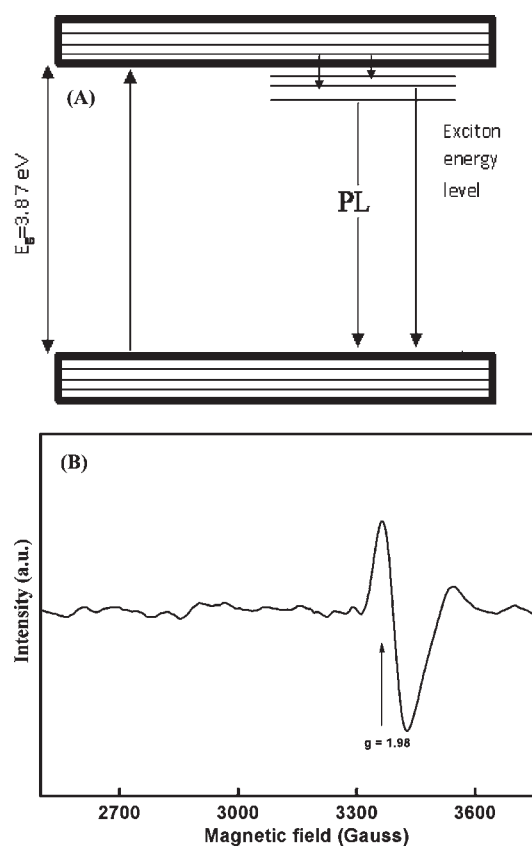 (A)
E_g=3.87 eV
PL
Exciton
energy
level
(B)
Intensity (a.u.)
g = 1.98
2700 3000 3300 3600
Magnetic field (Gauss)